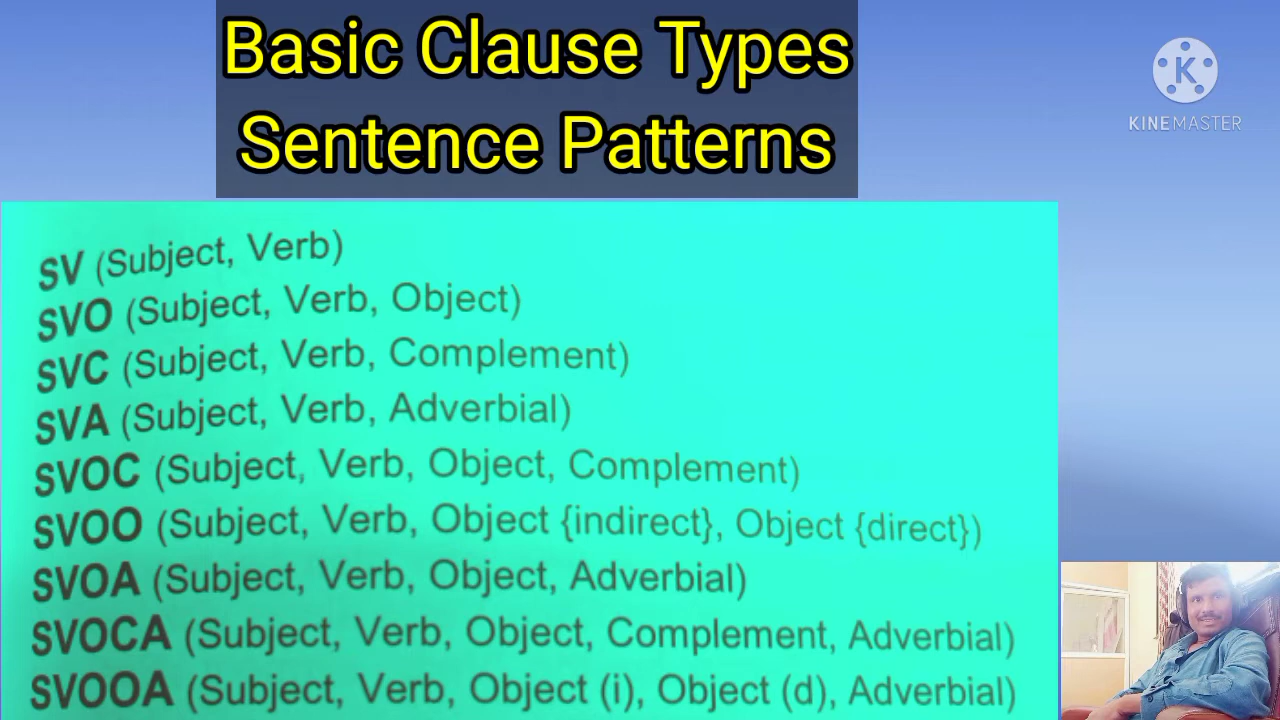 Basic Clause Types
Sentence Patterns
K
KINEMASTER
SV (Subject, Verb)
SVO (Subject, Verb, Object)
SVC (Subject, Verb, Complement)
SVA (Subject, Verb, Adverbial)
SVOC (Subject, Verb, Object, Complement)
SVOO (Subject, Verb, Object {indirect}, Object {direct})
SVOA (Subject, Verb, Object, Adverbial)
SVOCA (Subject, Verb, Object, Complement, Adverbial)
SVOOA (Subject, Verb, Object (i), Object (d), Adverbial)